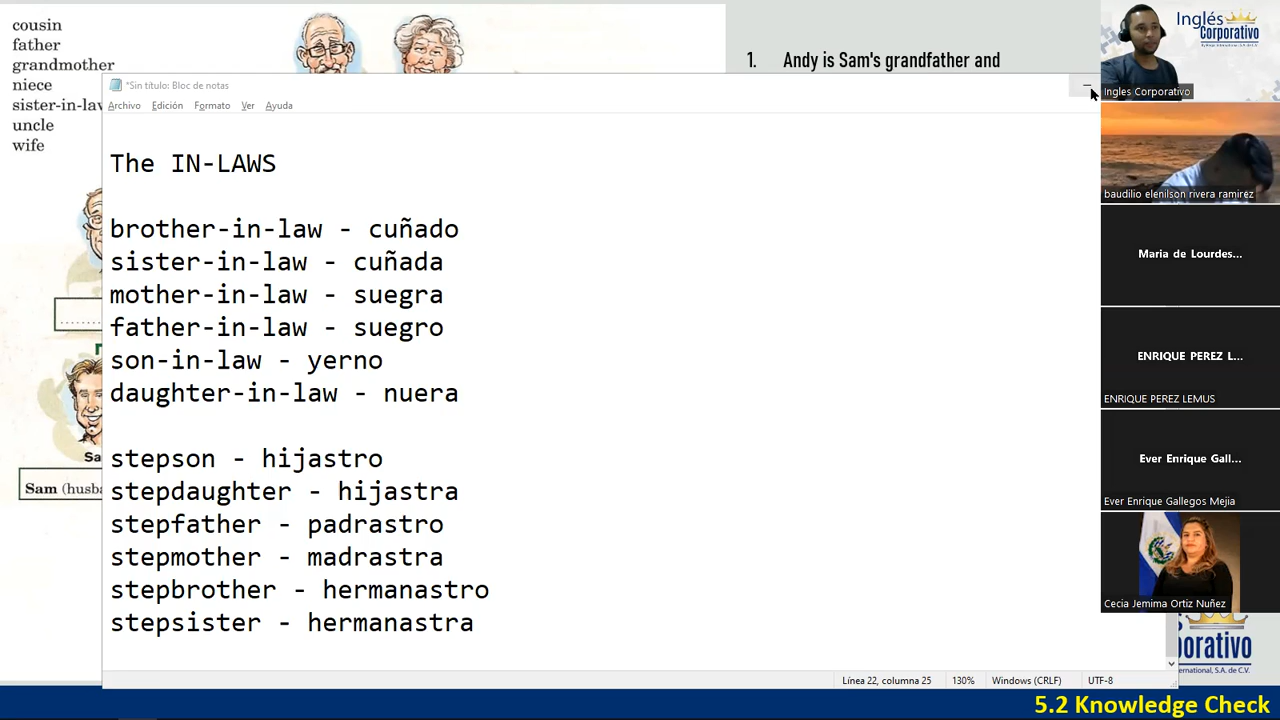 cousin
father
grandmother
niece
sister-in-law
uncle
wife
1. Andy is Sam's grandfather and
*Sin título: Bloc de notas
Archivo Edición Formato Ver Ayuda
The IN-LAWS
brother-in-law - cuñado
sister-in-law - cuñada
mother-in-law - suegra
father-in-law - suegro
son-in-law - yerno
daughter-in-law - nuera
stepson - hijastro
stepdaughter - hijastra
stepfather - padrastro
stepmother - madrastra
stepbrother - hermanastro
stepsister - hermanastra
Sa
Sam (husba
Línea 22, columna 25 130% Windows (CRLF) UTF-8
Inglés
Corporativo
Ingles Corporativo
baudilio elenilson rivera ramirez
Maria de Lourdes...
ENRIQUE PEREZ L...
ENRIQUE PEREZ LEMUS
Ever Enrique Gall...
Ever Enrique Gallegos Mejia
Cecia Jemima Ortiz Nuñez
orativo
ternational, S.A. de C.V.
5.2 Knowledge Check